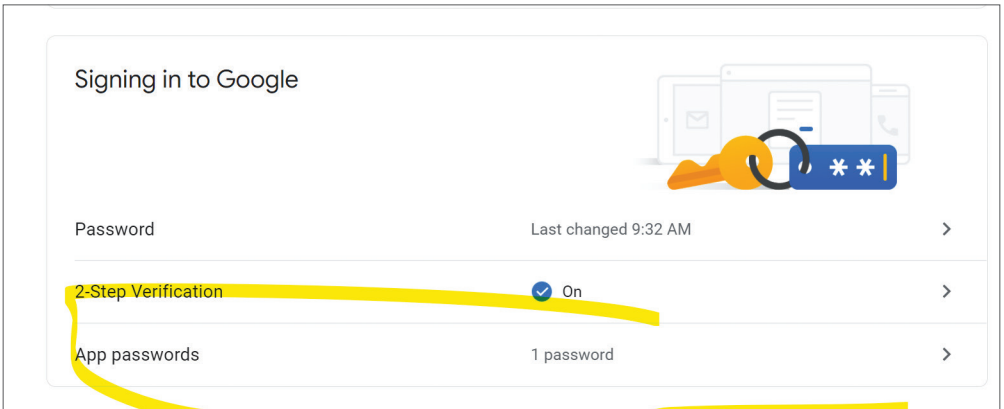 Signing in to Google
**
Password Last changed 9:32 AM >
2-Step Verification On >
App passwords 1 password >